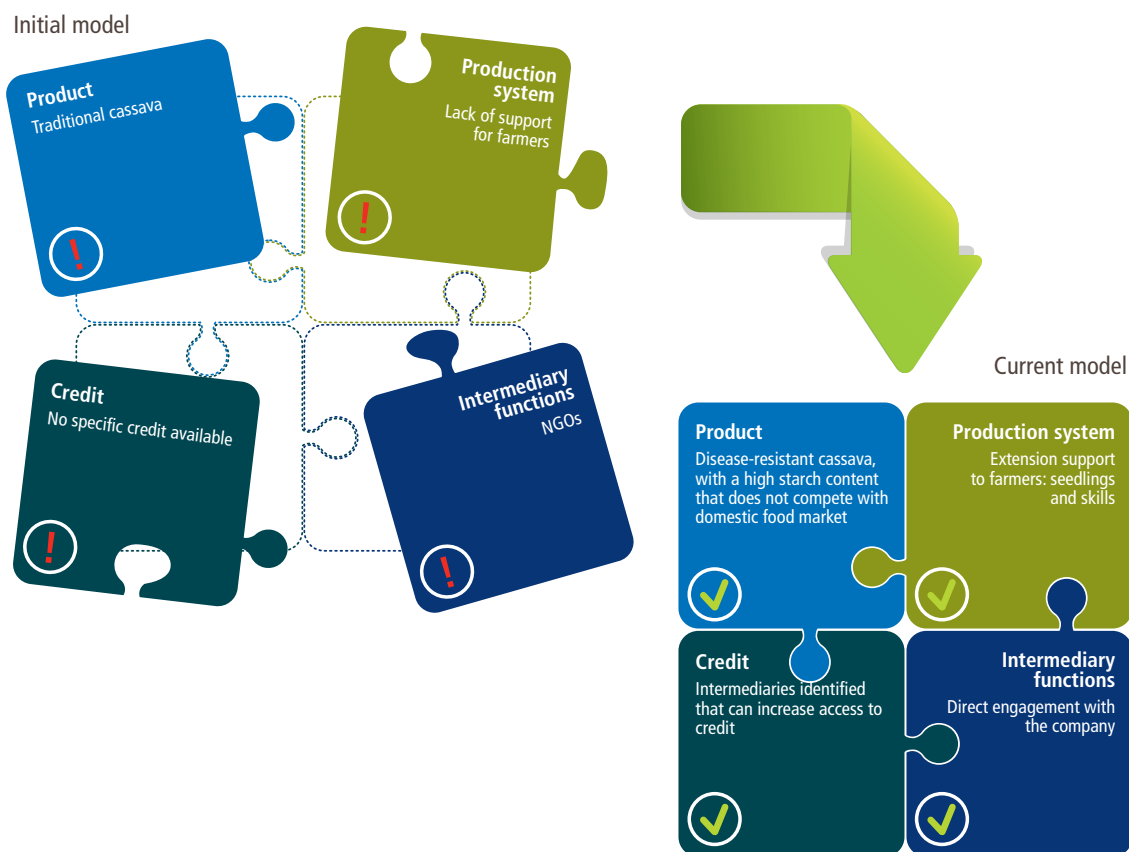 Initial model
Product
Traditional cassava
Production
system
Lack of support
for farmers
Credit
No specific credit available
Intermediary
functions
NGOs
Current model
Product
Disease-resistant cassava,
with a high starch content
that does not compete with
domestic food market
Production system
Extension support
to farmers: seedlings
and skills
Credit
Intermediaries identified
that can increase access to
credit
Intermediary
functions
Direct engagement with
the company